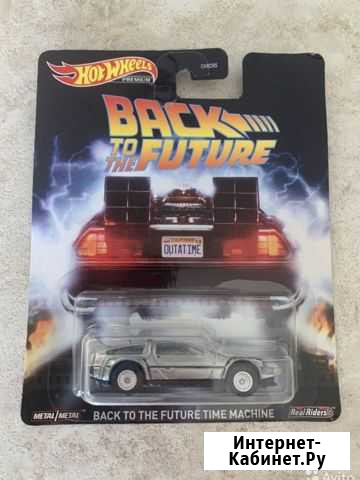 HOT WHEELS
PREMIUM
BACK
TO THE FUTURE
OUTATIME
METAL/METAL
BACK TO THE FUTURE TIME MACHINE
Real Riders
Интернет-
Кабинет.Ру
Avito